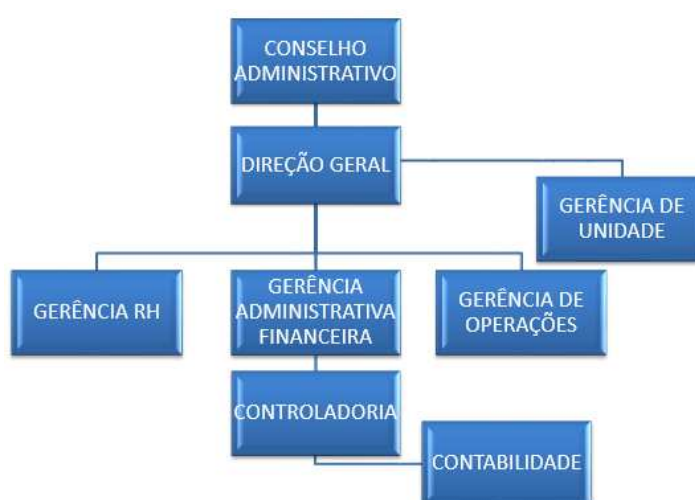 CONSELHO
ADMINISTRATIVO
DIREÇÃO GERAL
GERÊNCIA DE
UNIDADE
GERÊNCIA RH
GERÊNCIA
ADMINISTRATIVA
FINANCEIRA
GERÊNCIA DE
OPERAÇÕES
CONTROLADORIA
CONTABILIDADE